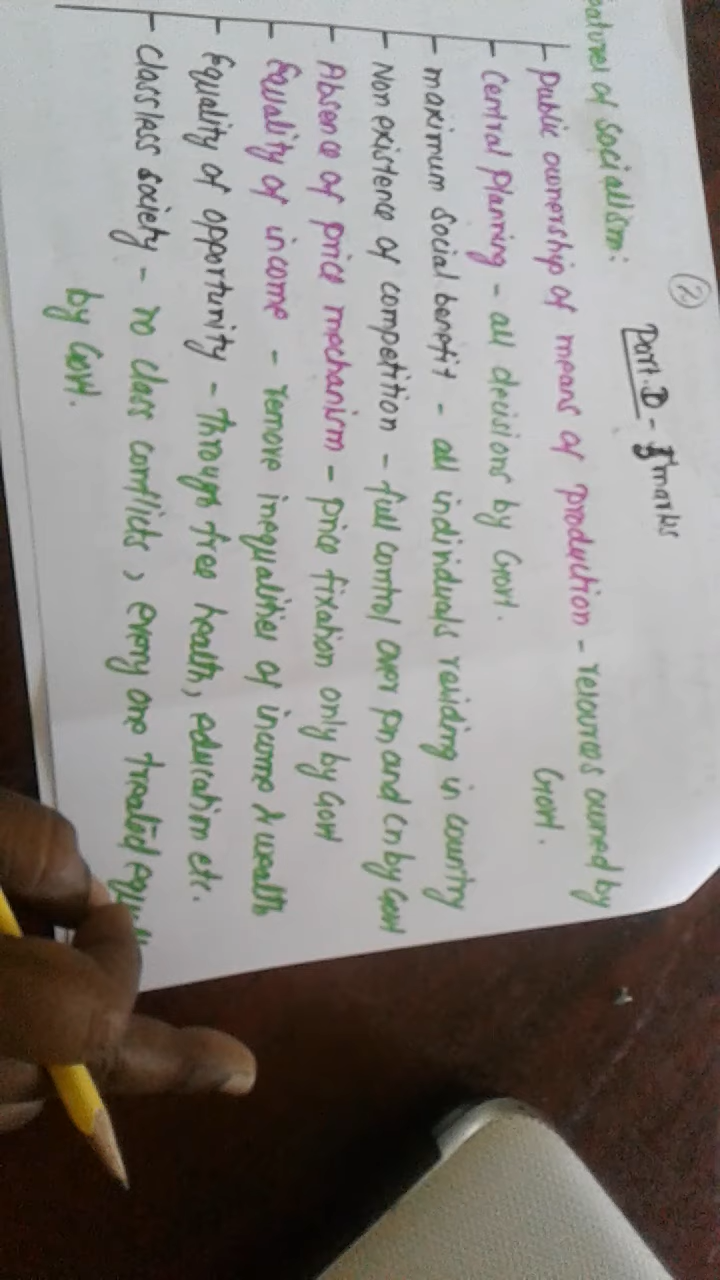 ②
Part.D - 5 marks
eatures of Socialism:
Public ownership of means of production - resources owned by
Govt.
Central Planning - all decisions by Govt.
maximum social benefit - all individuals residing in country
Non existence of competition - full control over pn and cn by Govt
Absence of price mechanism - price fixation only by Govt
Equality of income - remove inequalities of income & wealth
Equality of opportunity - through free health, education etc.
Classless society - no class conflicts, every one treated equall
by Govt.